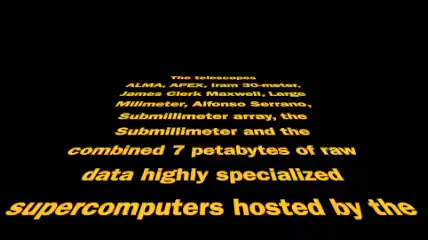 The telescopes
ALMA, APEX, Iram 30-meter,
James Clerk Maxwell, Large
Milimeter, Alfonso Serrano,
Submillimeter array, the
Submillimeter and the
combined 7 petabytes of raw
data highly specialized
supercomputers hosted by the